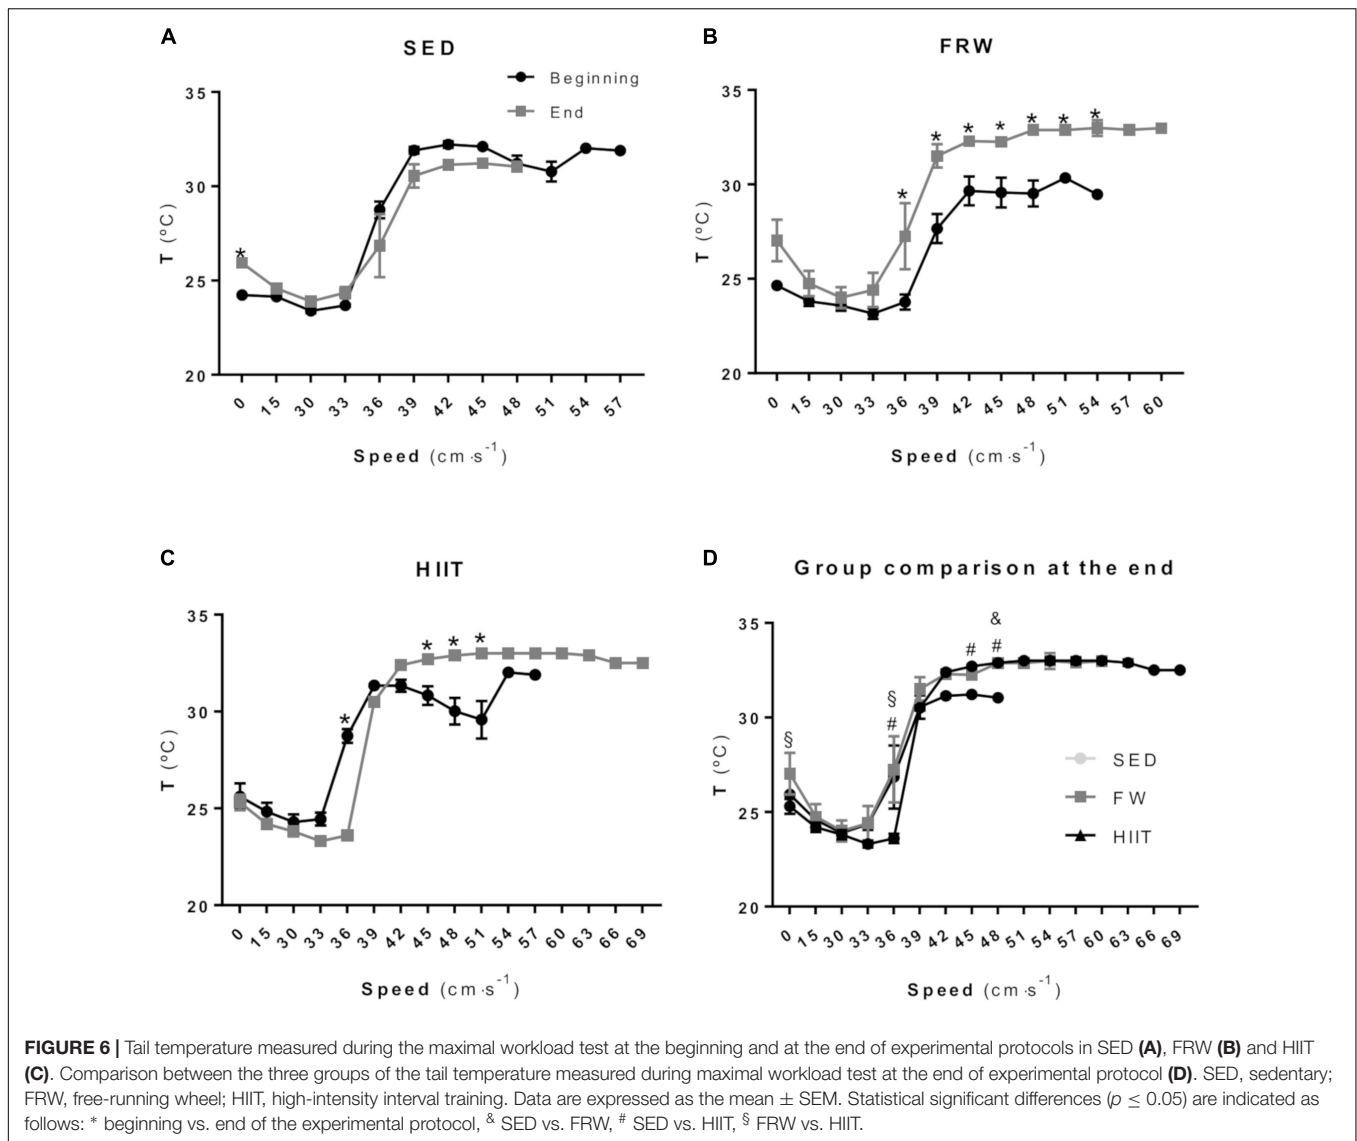 A
SED
Beginning
End
35
30
25
20
T (ºC)
*
0 15 30 33 36 39 42 45 48 51 54 57
Speed (cm·s-1)
B
FRW
35
30
25
20
T (ºC)
* * * * * * *
0 15 30 33 36 39 42 45 48 51 54 57 60
Speed (cm·s-1)
C
HIIT
35
30
25
20
T (ºC)
* * * *
0 15 30 33 36 39 42 45 48 51 54 57 60 63 66 69
Speed (cm·s-1)
D
Group comparison at the end
35
30
25
20
T (ºC)
§
§
#
#
&
#
SED
FW
HIIT
0 15 30 33 36 39 42 45 48 51 54 57 60 63 66 69
Speed (cm·s-1)
FIGURE 6 | Tail temperature measured during the maximal workload test at the beginning and at the end of experimental protocols in SED (A), FRW (B) and HIIT
(C). Comparison between the three groups of the tail temperature measured during maximal workload test at the end of experimental protocol (D). SED, sedentary;
FRW, free-running wheel; HIIT, high-intensity interval training. Data are expressed as the mean ± SEM. Statistical significant differences (p ≤ 0.05) are indicated as
follows: * beginning vs. end of the experimental protocol, & SED vs. FRW, # SED vs. HIIT, § FRW vs. HIIT.